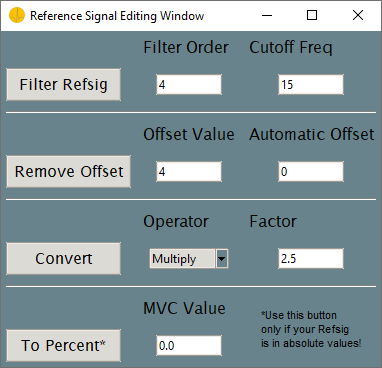 Reference Signal Editing Window
Filter Order Cutoff Freq
Filter Refsig 4 15
Offset Value Automatic Offset
Remove Offset 4 0
Operator Factor
Convert Multiply 2.5
MVC Value
To Percent* 0.0
*Use this button
only if your Refsig
is in absolute values!